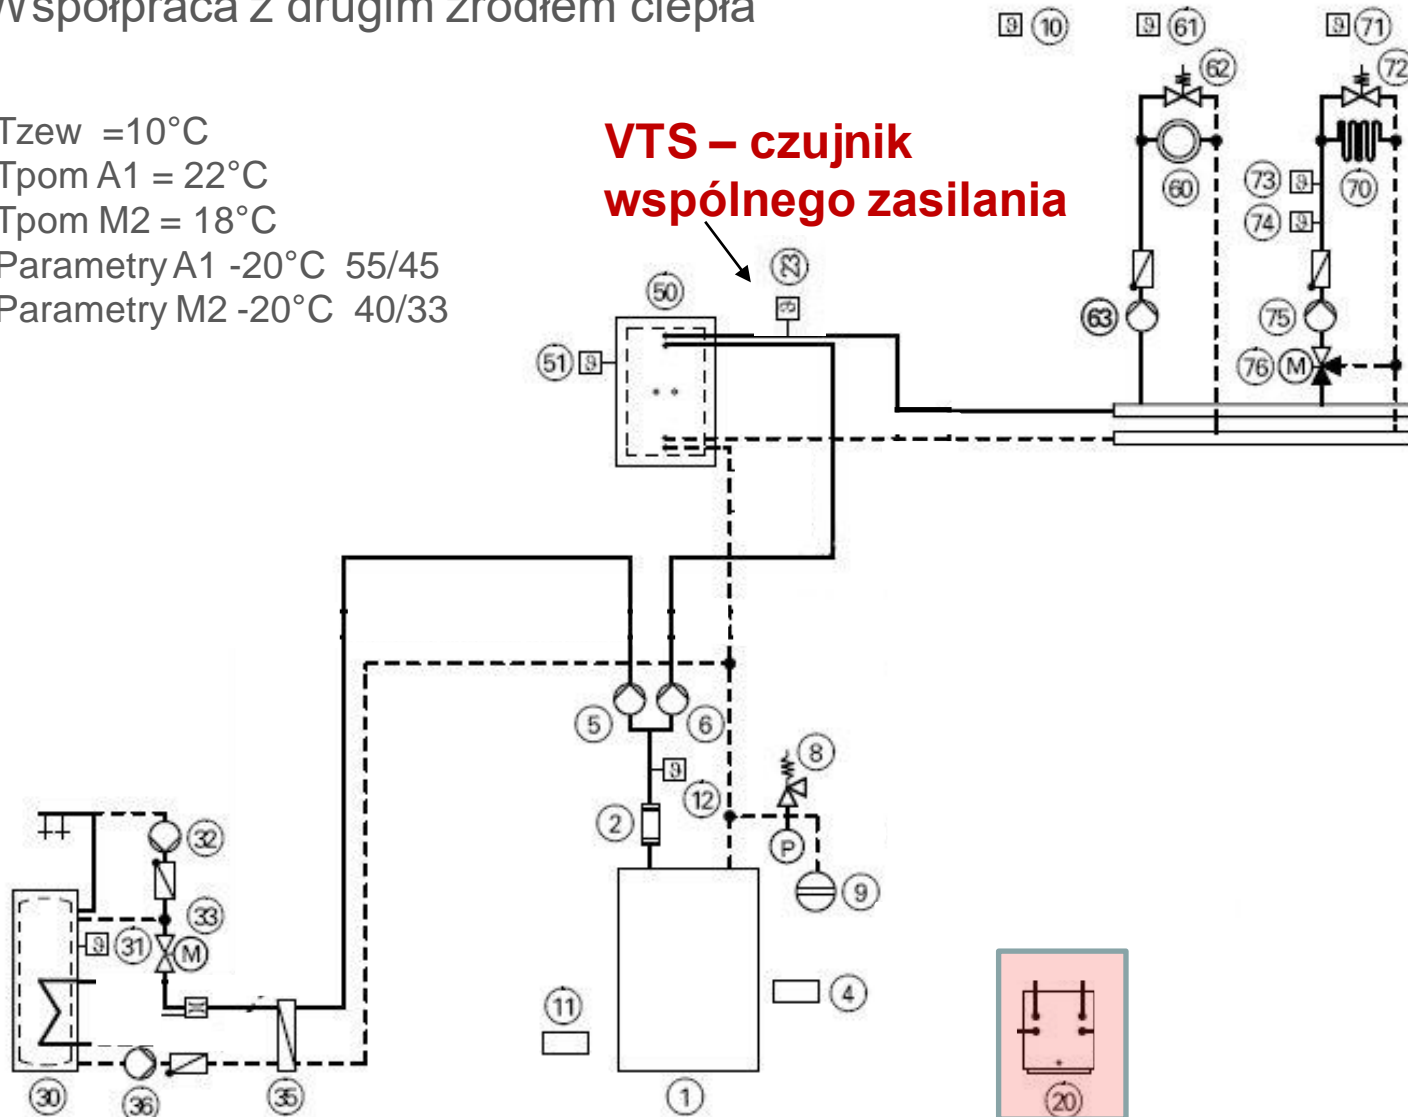 Współpraca z drugim źródłem ciepła
Tzew =10°C
Tpom A1 = 22°C
Tpom M2 = 18°C
Parametry A1 -20°C 55/45
Parametry M2 -20°C 40/33
VTS – czujnik
wspólnego zasilania
ϑ 10
ϑ 61
ϑ 71
62
72
60
73 ϑ
70
74 ϑ
23
ϑ
50
63
75
51 ϑ
76 M
5
6
8
ϑ
12
2
P
32
9
33
ϑ 31 M
4
11
30
36
35
1
20